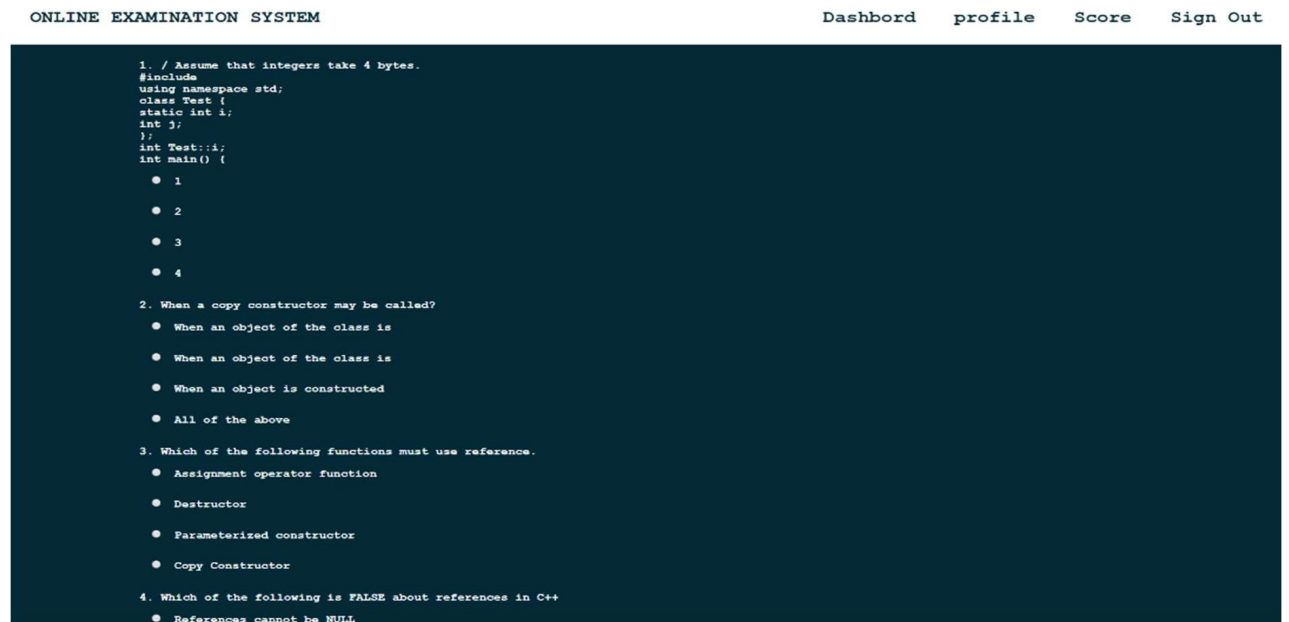 ONLINE EXAMINATION SYSTEM Dashbord profile Score Sign Out
1. / Assume that integers take 4 bytes.
#include
using namespace std;
class Test {
static int i;
int j;
};
int Test::i;
int main() {
1
2
3
4
2. When a copy constructor may be called?
When an object of the class is
When an object of the class is
When an object is constructed
All of the above
3. Which of the following functions must use reference.
Assignment operator function
Destructor
Parameterized constructor
Copy Constructor
4. Which of the following is FALSE about references in C++
References cannot be NULL